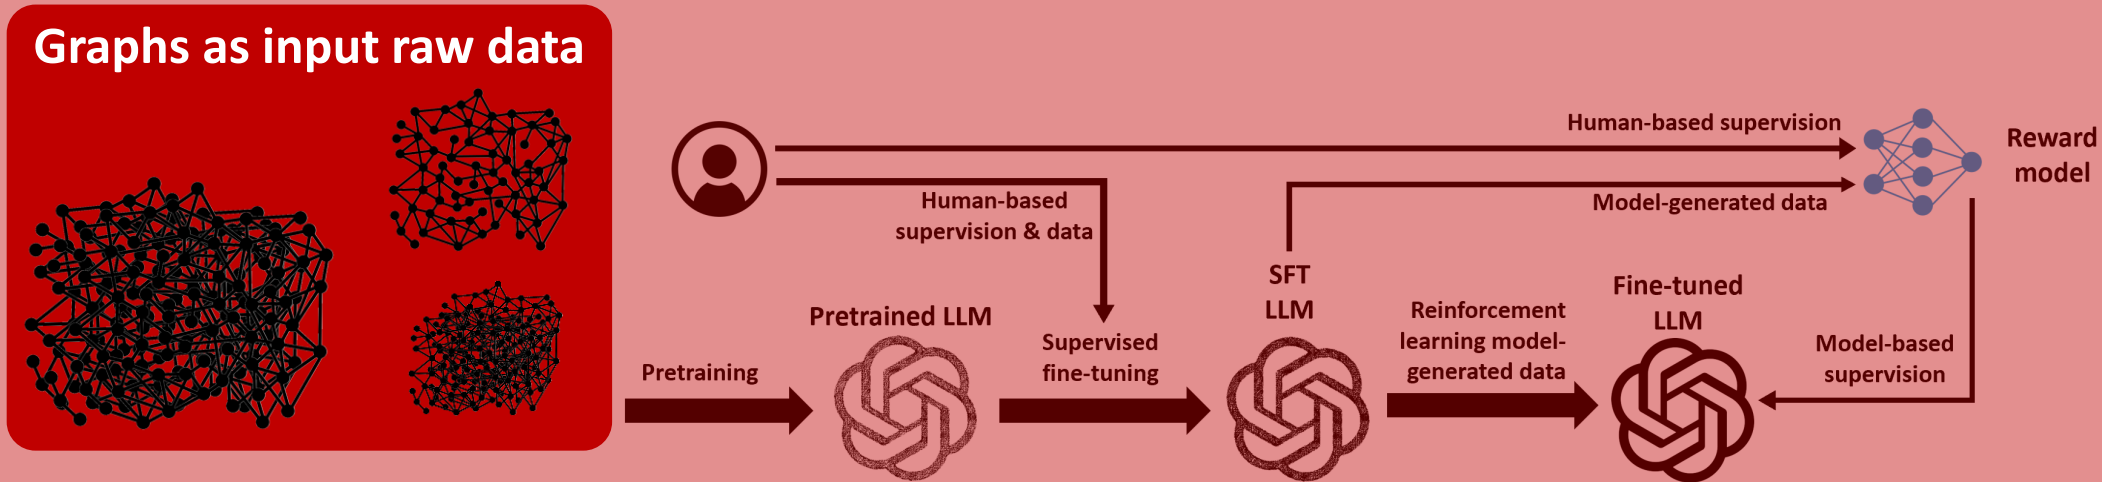 Graphs as input raw data
Human-based supervision
Reward
model
Human-based
supervision & data
Model-generated data
SFT
LLM
Fine-tuned
LLM
Pretrained LLM
Reinforcement
learning model-
generated data
Supervised
fine-tuning
Model-based
supervision
Pretraining